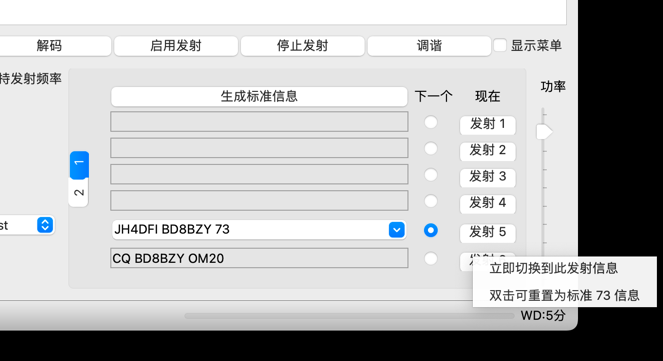 解码 启用发射 停止发射 调谐 显示菜单
持发射频率
功率
生成标准信息 下一个 现在
发射 1
发射 2
1
发射 3
2
发射 4
st JH4DFI BD8BZY 73 发射 5
CQ BD8BZY OM20
立即切换到此发射信息
双击可重置为标准 73 信息
WD:5分